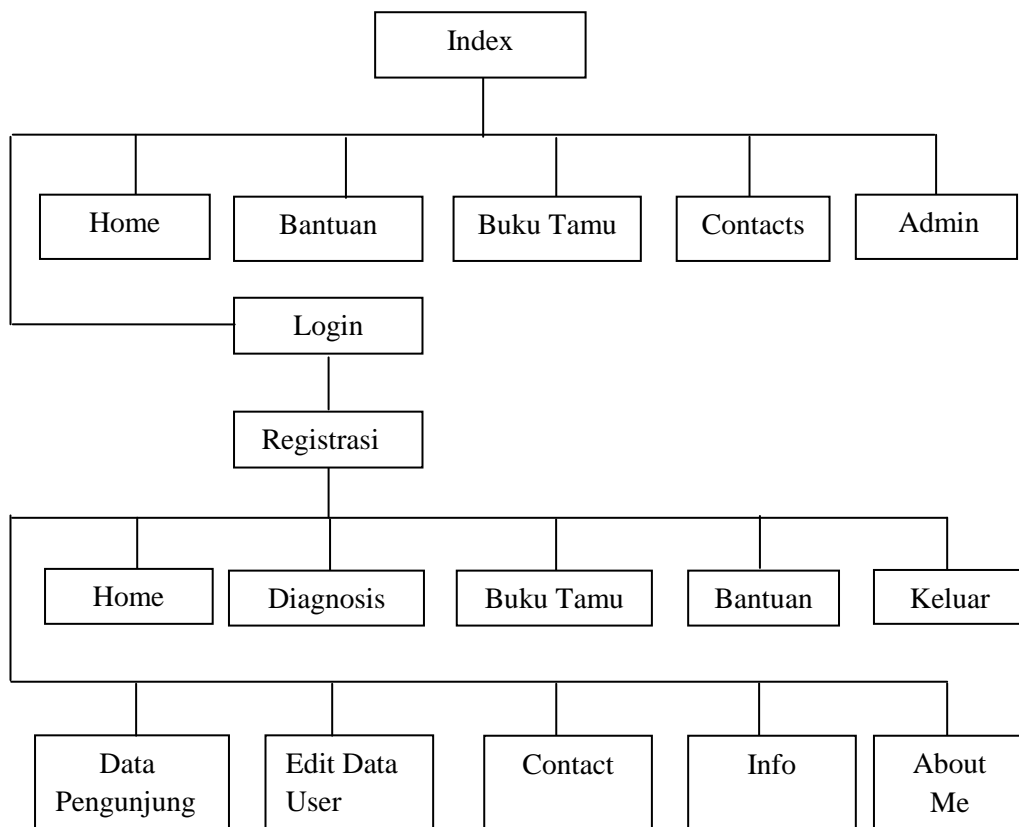 Index
Home
Bantuan
Buku Tamu
Contacts
Admin
Login
Registrasi
Home
Diagnosis
Buku Tamu
Bantuan
Keluar
Data
Pengunjung
Edit Data
User
Contact
Info
About
Me